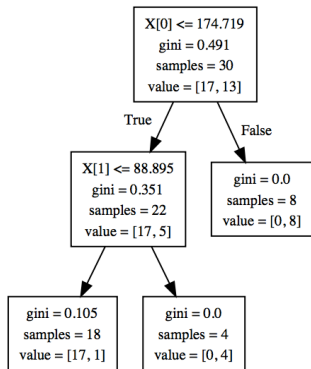 X[0] <= 174.719
gini = 0.491
samples = 30
value = [17, 13]
True
False
X[1] <= 88.895
gini = 0.351
samples = 22
value = [17, 5]
gini = 0.0
samples = 8
value = [0, 8]
gini = 0.105
samples = 18
value = [17, 1]
gini = 0.0
samples = 4
value = [0, 4]